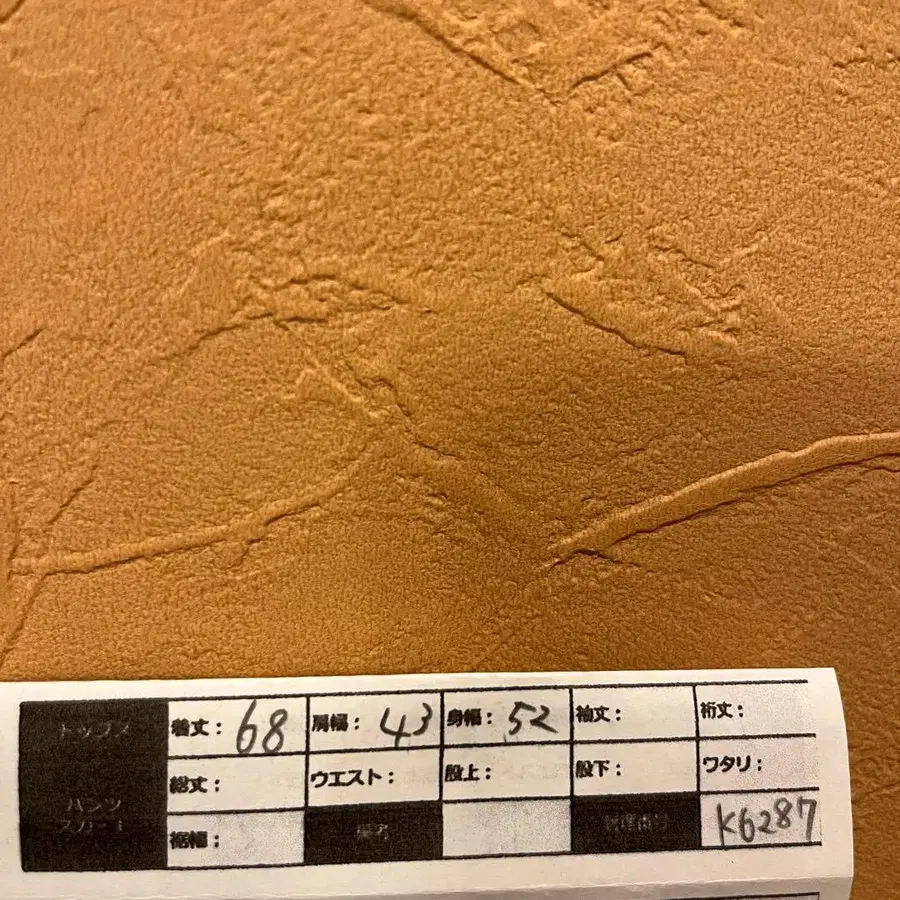 トップス 着丈: 68 肩幅: 43 身幅: 52 袖丈: 裄丈:
パンツ スカート 総丈: ウエスト: 股上: 股下: ワタリ:
裾幅: 備考 K6287